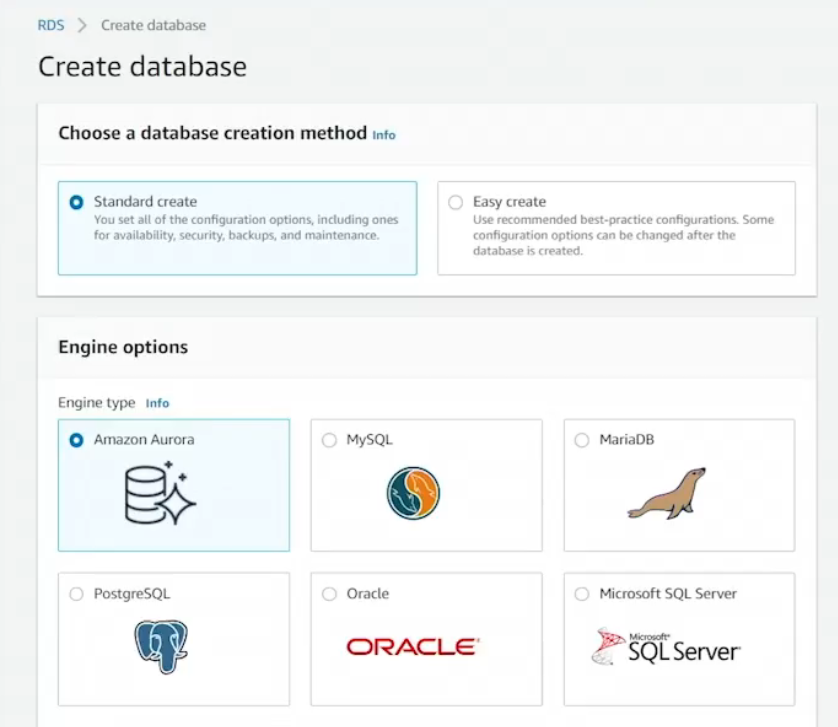 RDS > Create database
Create database
Choose a database creation method Info
Standard create
You set all of the configuration options, including ones
for availability, security, backups, and maintenance.
Easy create
Use recommended best-practice configurations. Some
configuration options can be changed after the
database is created.
Engine options
Engine type Info
Amazon Aurora
MySQL
MariaDB
PostgreSQL
Oracle
ORACLE
Microsoft SQL Server
Microsoft®
SQL Server